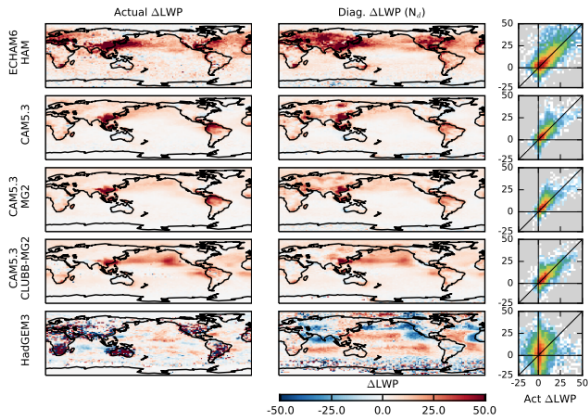 Actual ΔLWP
Diag. ΔLWP (N_d)
ECHAM6
HAM
50
25
0
-25
CAM5.3
50
25
0
-25
CAM5.3
MG2
50
25
0
-25
CAM5.3
CLUBB-MG2
50
25
0
-25
HadGEM3
50
25
0
-25
-25 0 25 50
Act ΔLWP
ΔLWP
-50.0 -25.0 0.0 25.0 50.0